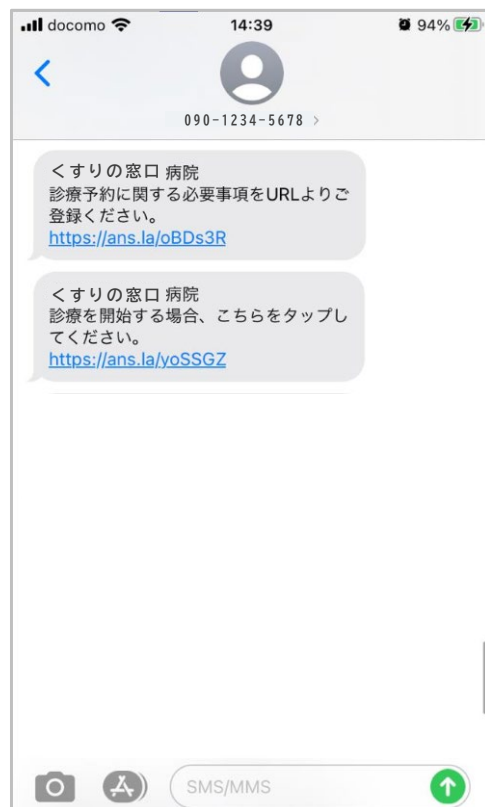 docomo 14:39 94%
090-1234-5678 >
くすりの窓口 病院
診療予約に関する必要事項をURLよりご
登録ください。
https://ans.la/oBDs3R
くすりの窓口 病院
診療を開始する場合、こちらをタップし
てください。
https://ans.la/yoSSGZ
SMS/MMS